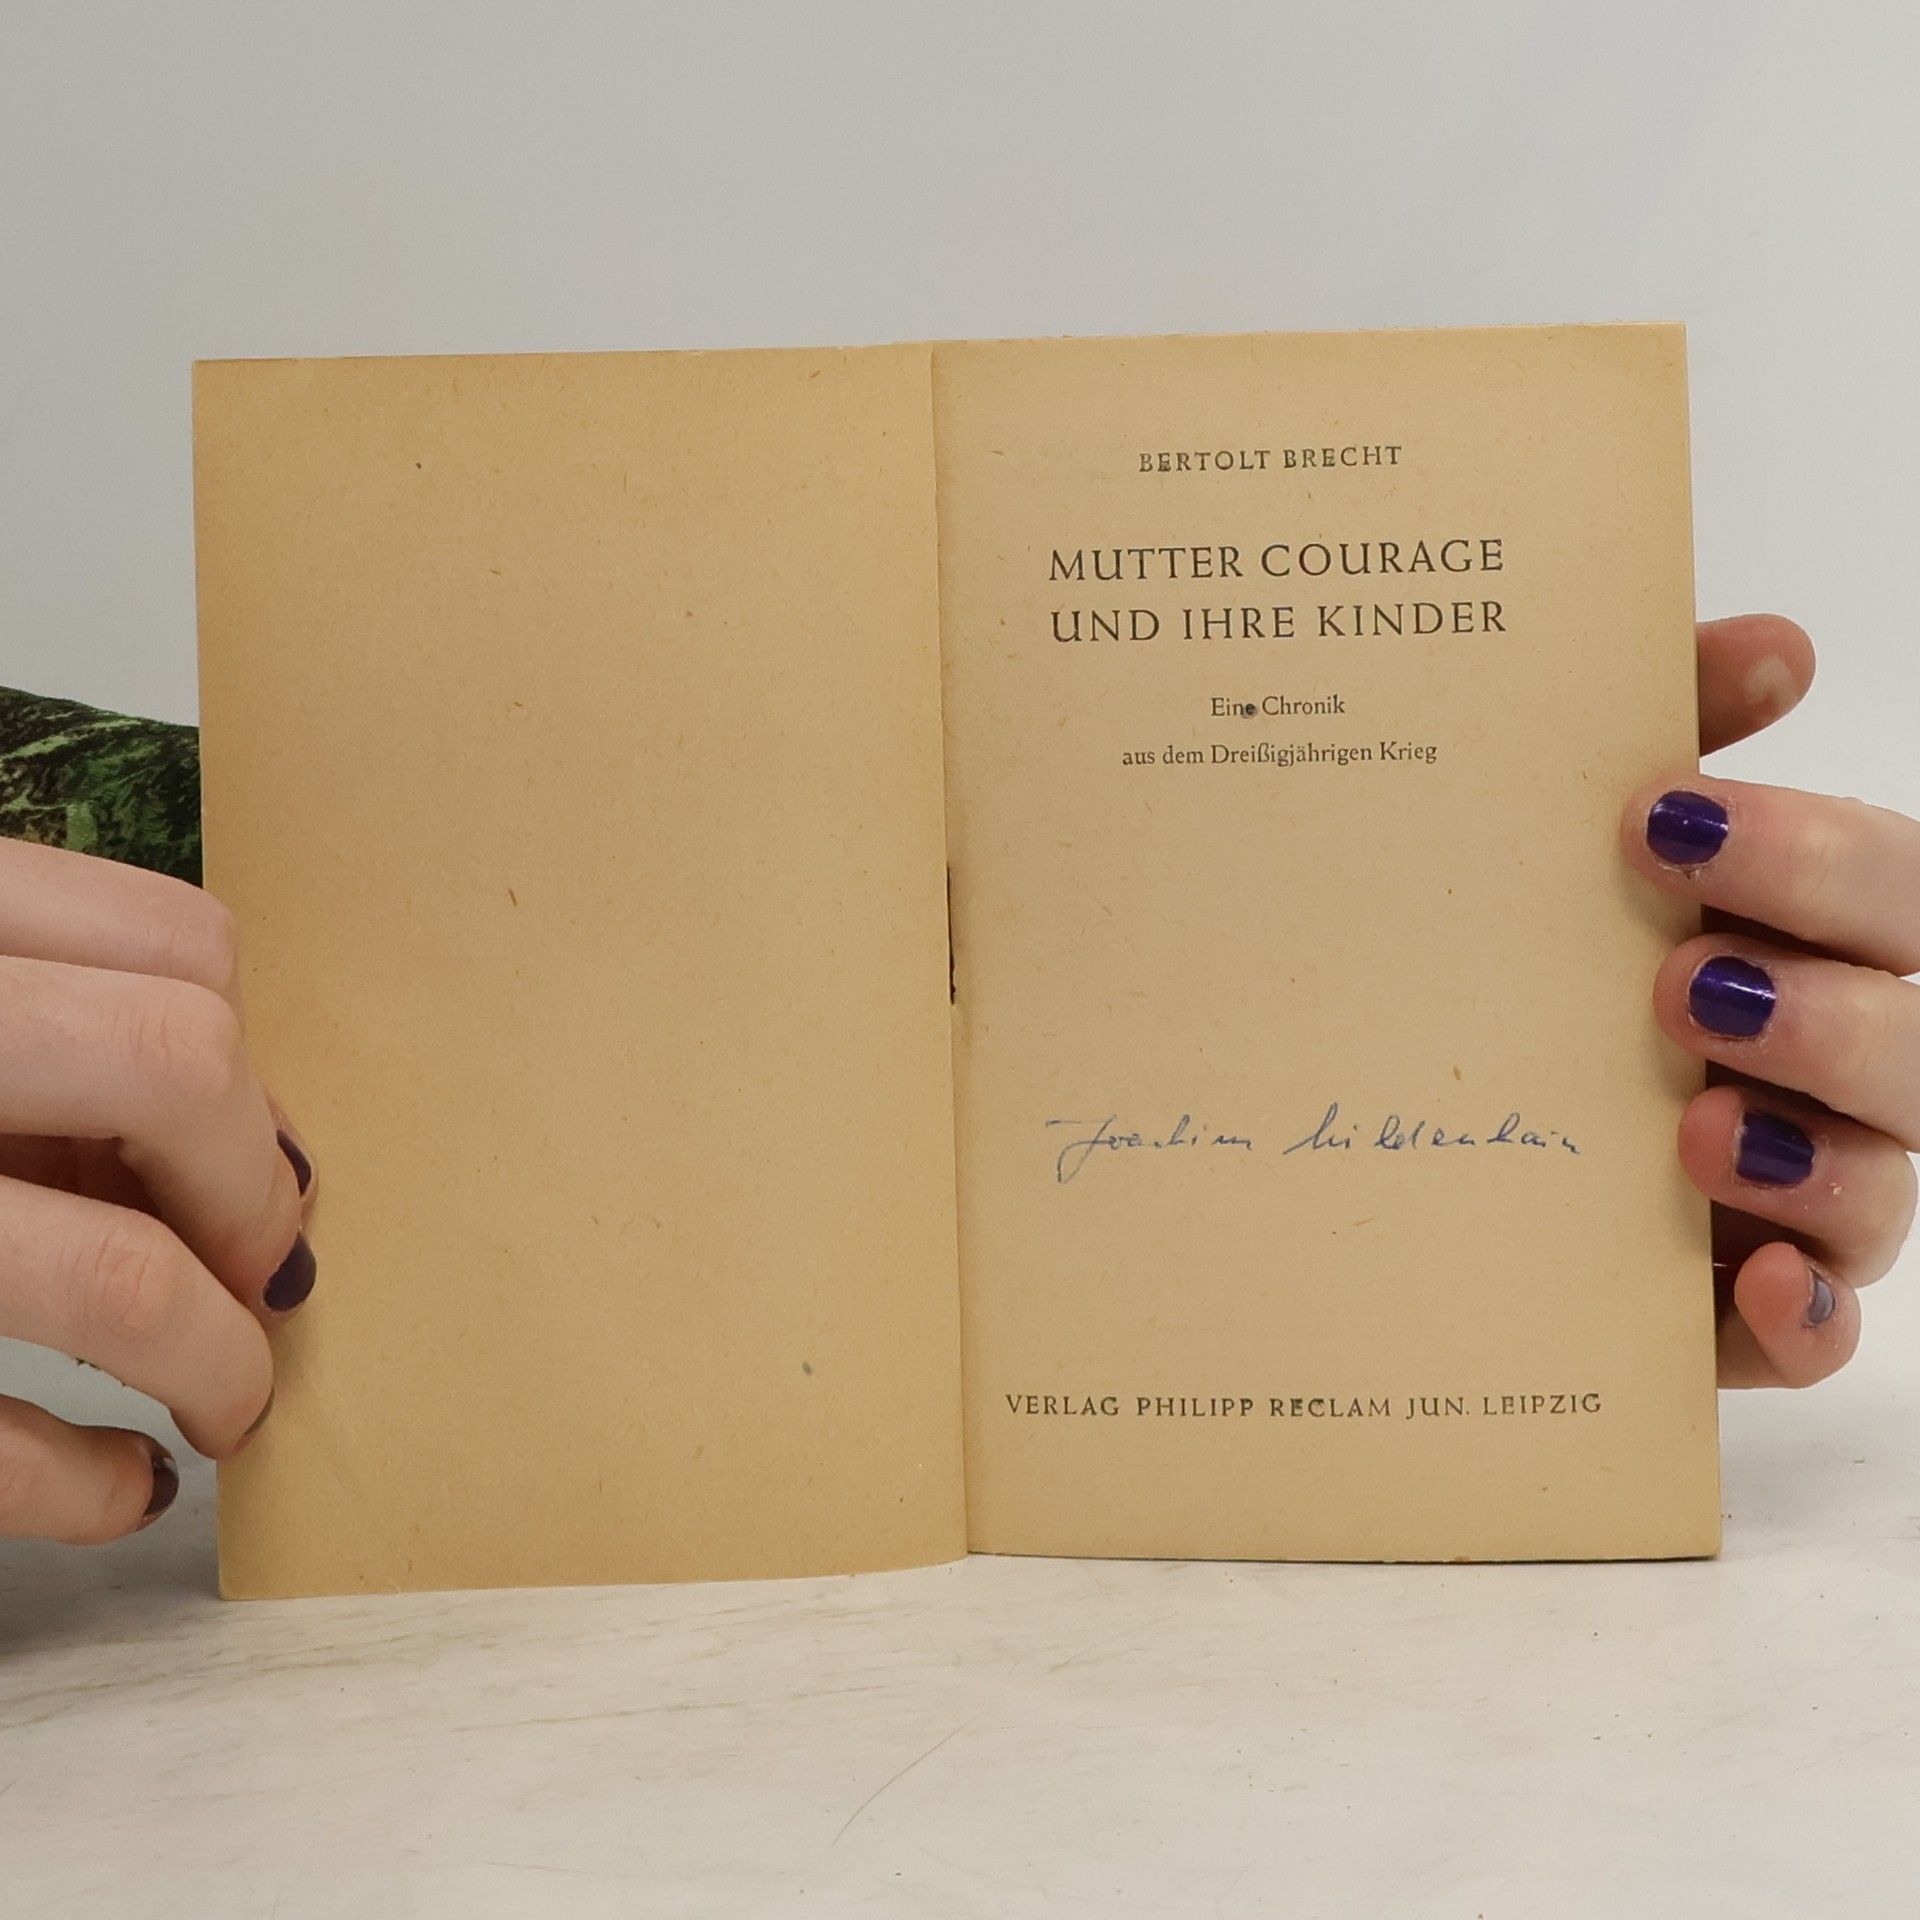 BERTOLT BRECHT
MUTTER COURAGE
UND IHRE KINDER
Eine Chronik
aus dem Dreißigjährigen Krieg
Joachim Hildenhain
VERLAG PHILIPP RECLAM JUN. LEIPZIG